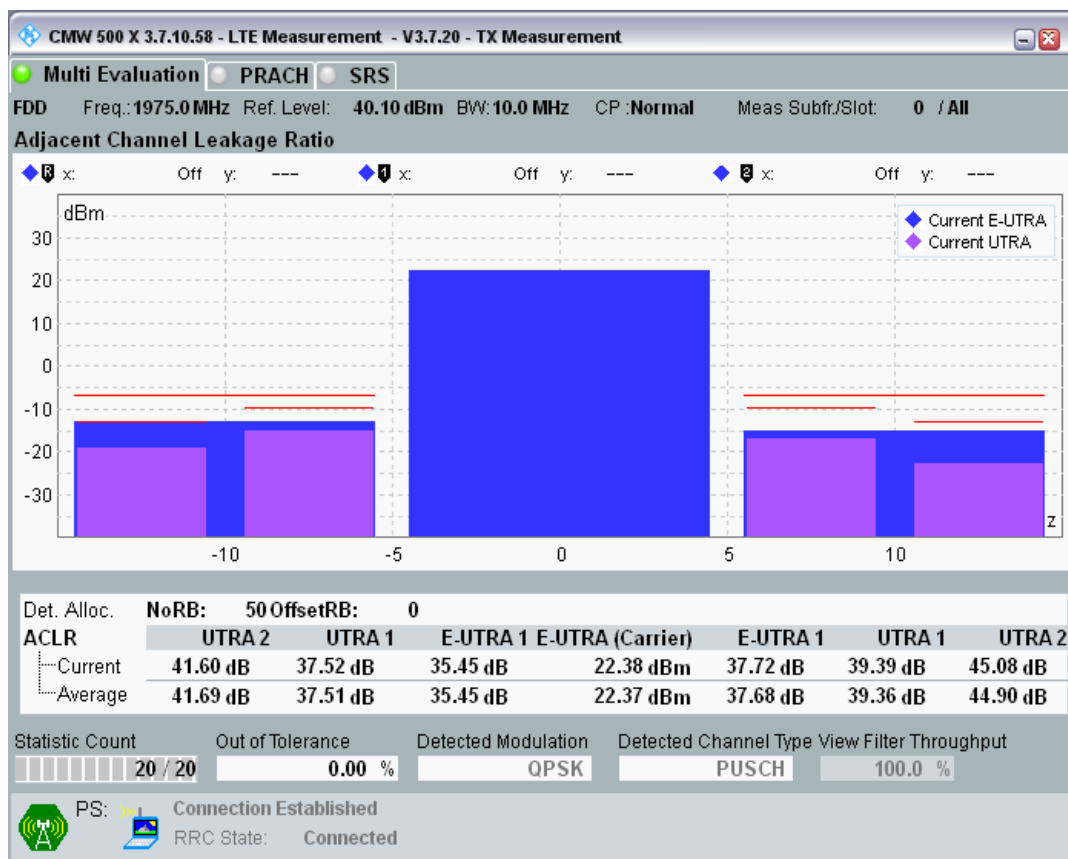 CMW 500 X 3.7.10.58 - LTE Measurement - V3.7.20 - TX Measurement
Multi Evaluation PRACH SRS
FDD Freq.:1975.0 MHz Ref. Level: 40.10 dBm BW: 10.0 MHz CP :Normal Meas Subfr./Slot: 0 / All
Adjacent Channel Leakage Ratio
R x: Off y: --- 1 x: Off y: --- 2 x: Off y: ---
dBm
Current E-UTRA
Current UTRA
30
20
10
0
-10
-20
-30
z
-10 -5 0 5 10
Det. Alloc. NoRB: 50 OffsetRB: 0
ACLR UTRA 2 UTRA 1 E-UTRA 1 E-UTRA (Carrier) E-UTRA 1 UTRA 1 UTRA 2
Current 41.60 dB 37.52 dB 35.45 dB 22.38 dBm 37.72 dB 39.39 dB 45.08 dB
Average 41.69 dB 37.51 dB 35.45 dB 22.37 dBm 37.68 dB 39.36 dB 44.90 dB
Statistic Count Out of Tolerance Detected Modulation Detected Channel Type View Filter Throughput
20 / 20 0.00 % QPSK PUSCH 100.0 %
PS: Connection Established
RRC State: Connected